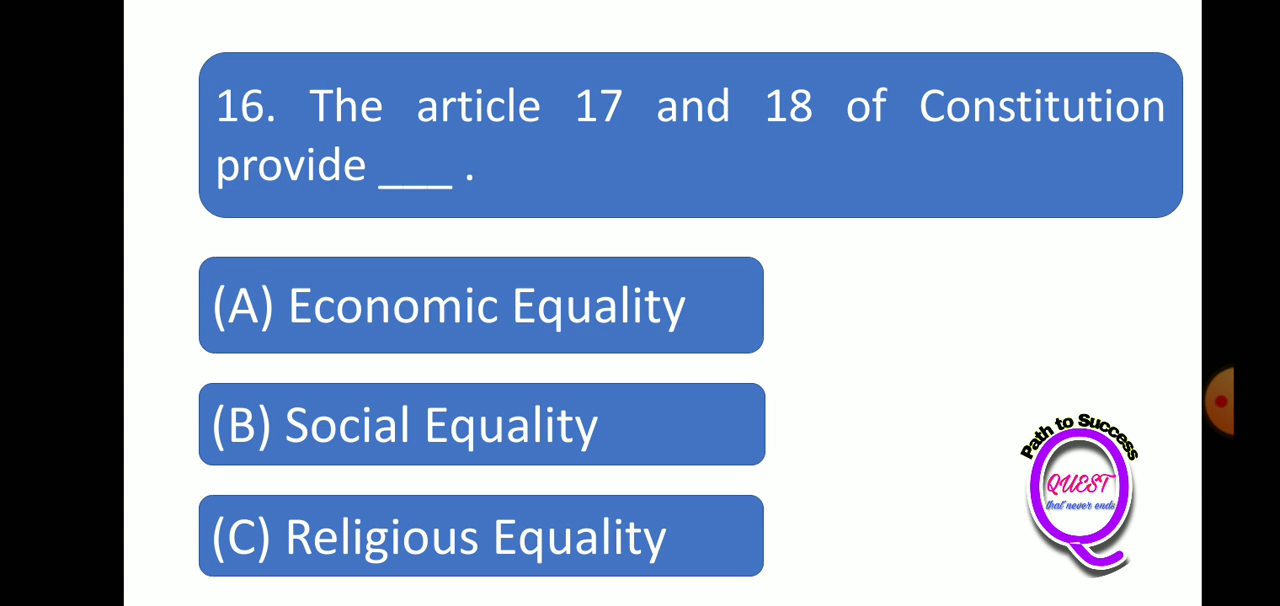 16. The article 17 and 18 of Constitution
provide ___ .
(A) Economic Equality
(B) Social Equality
(C) Religious Equality
Path to Success
QUEST
that never ends